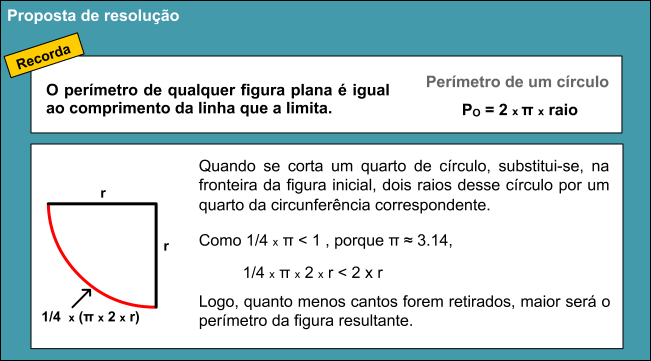 Proposta de resolução
Recorda
O perímetro de qualquer figura plana é igual
ao comprimento da linha que a limita.
Perímetro de um círculo
PO = 2 x π x raio
Quando se corta um quarto de círculo, substitui-se, na
fronteira da figura inicial, dois raios desse círculo por um
quarto da circunferência correspondente.
Como 1/4 x π < 1 , porque π ≈ 3.14,
1/4 x π x 2 x r < 2 x r
Logo, quanto menos cantos forem retirados, maior será o
perímetro da figura resultante.
r
r
1/4 x (π x 2 x r)